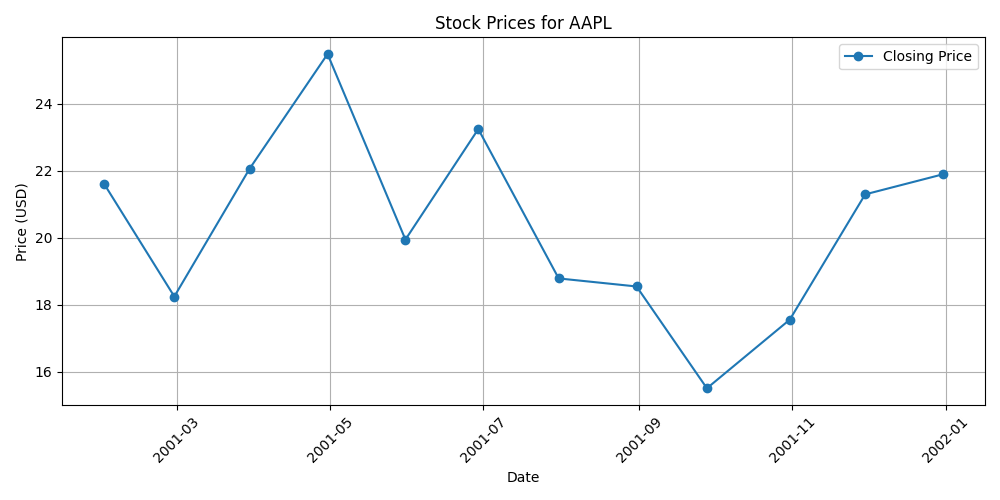 Stock Prices for AAPL
Closing Price
Price (USD)
24
22
20
18
16
2001-03
2001-05
2001-07
2001-09
2001-11
2002-01
Date